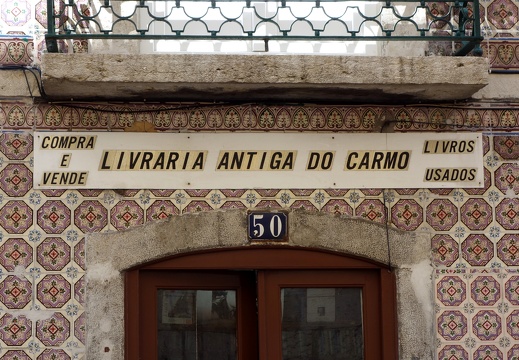 COMPRA
E
VENDE
LIVRARIA ANTIGA DO CARMO
LIVROS
USADOS
50